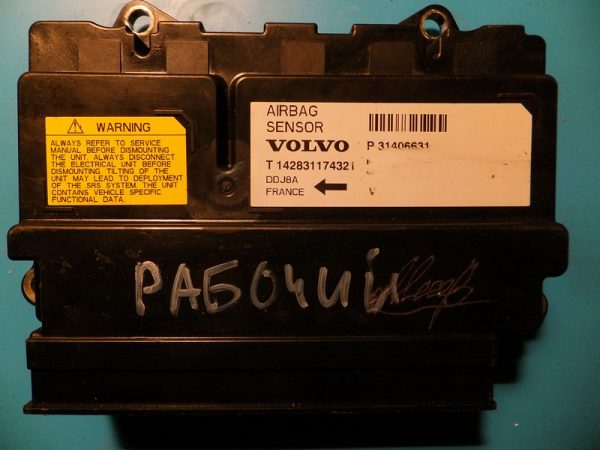 WARNING
ALWAYS REFER TO SERVICE
MANUAL BEFORE DISMOUNTING
THE UNIT. ALWAYS DISCONNECT
THE ELECTRICAL UNIT BEFORE
DISMOUNTING. TILTING OF THE
UNIT MAY LEAD TO DEPLOYMENT
OF THE SRS SYSTEM. THE UNIT
CONTAINS VEHICLE SPECIFIC
FUNCTIONAL DATA.
AIRBAG
SENSOR
VOLVO
P 31406631
T 14283117432i
DDJ8A
FRANCE
V
РАБОЧИЙ